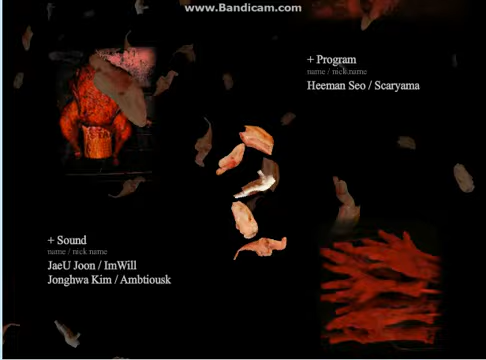 www.Bandicam.com
+ Program
name / nick name
Heeman Seo / Scaryama
+ Sound
name / nick name
JaeU Joon / ImWill
Jonghwa Kim / Ambtiousk